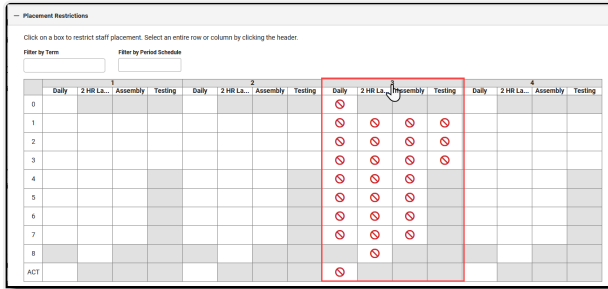 — Placement Restrictions
Click on a box to restrict staff placement. Select an entire row or column by clicking the header.
Filter by Term Filter by Period Schedule
1 2 3 4
Daily 2 HR La... Assembly Testing Daily 2 HR La... Assembly Testing Daily 2 HR La... Assembly Testing Daily 2 HR La... Assembly Testing
0
1
2
3
4
5
6
7
8
ACT